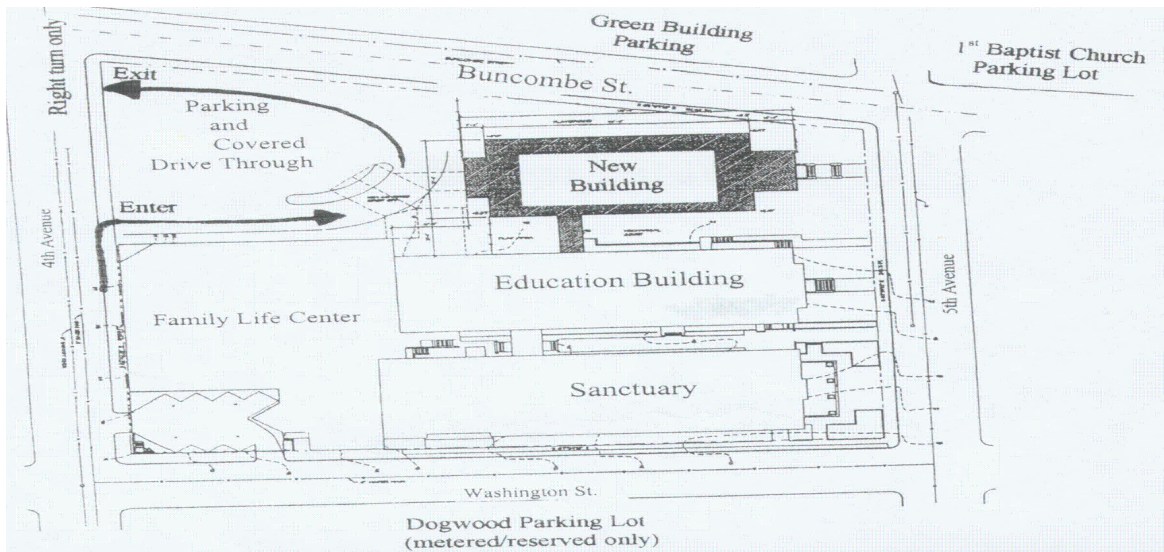 Green Building
Parking
1st Baptist Church
Parking Lot
Right turn only
Exit
Buncombe St.
Parking
and
Covered
Drive Through
New
Building
Enter
4th Avenue
Education Building
5th Avenue
Family Life Center
Sanctuary
Washington St.
Dogwood Parking Lot
(metered/reserved only)